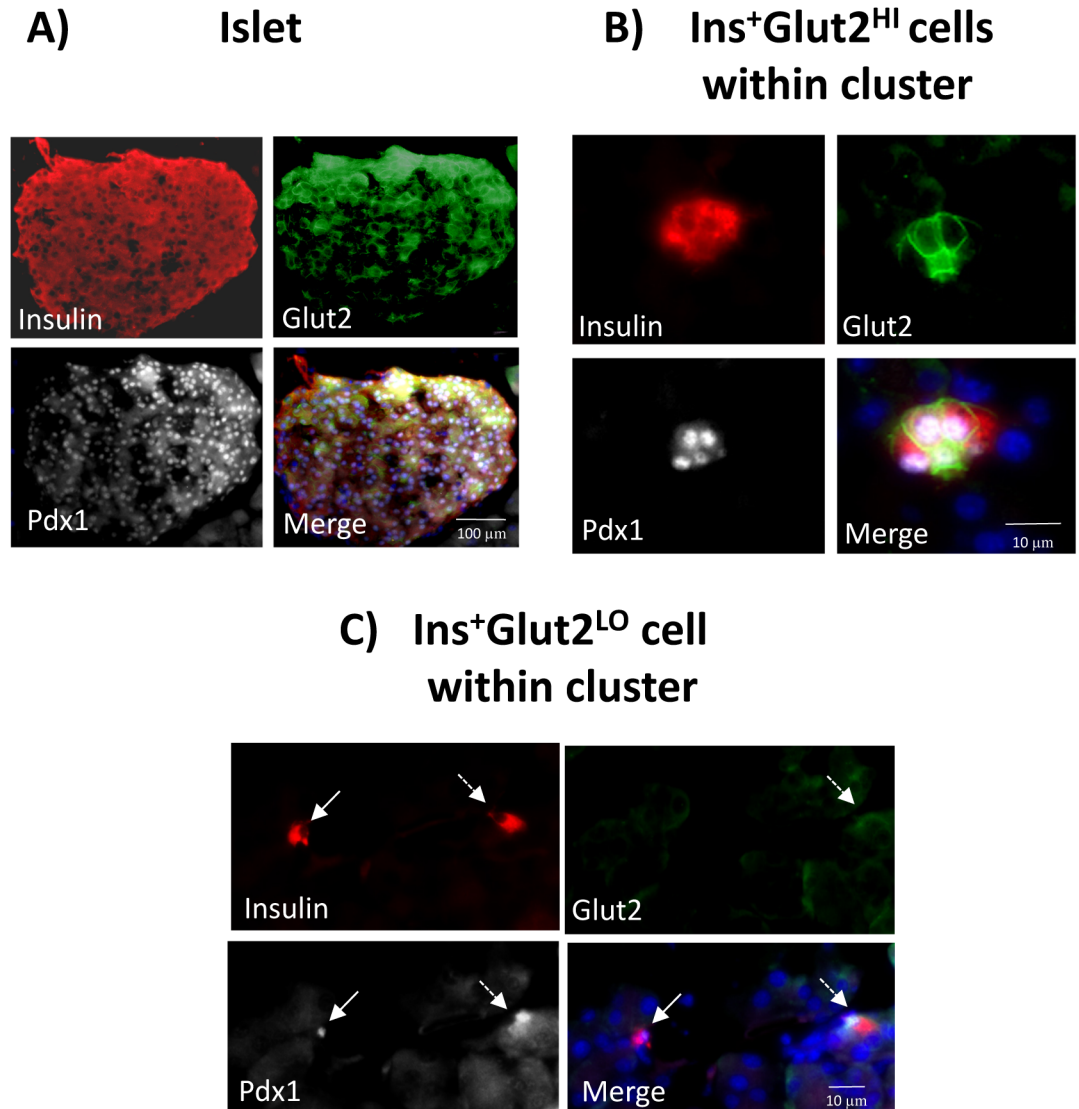 A) Islet
B) Ins⁺Glut2ᴴᴵ cells
within cluster
Insulin
Glut2
Pdx1
Merge
100 μm
Insulin
Glut2
Pdx1
Merge
10 μm
C) Ins⁺Glut2ᴸᴼ cell
within cluster
Insulin
Glut2
Pdx1
Merge
10 μm